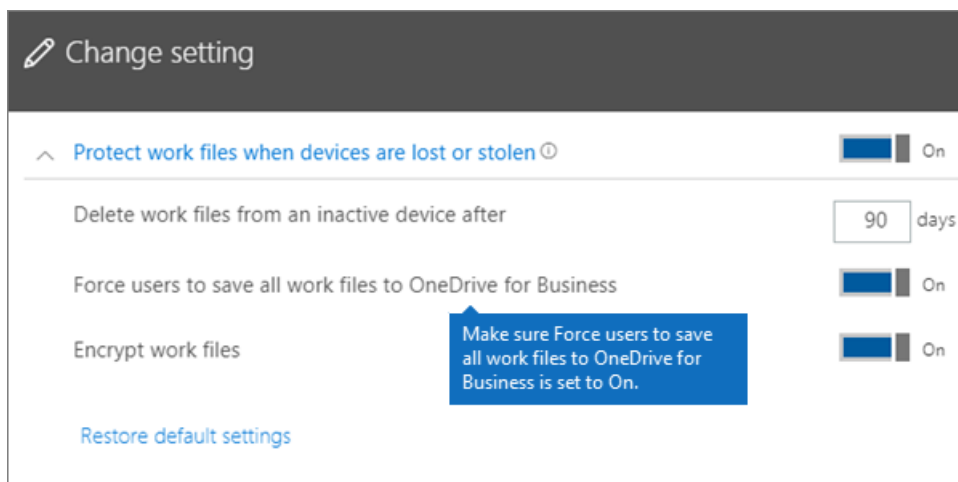 Change setting
Protect work files when devices are lost or stolen On
Delete work files from an inactive device after 90 days
Force users to save all work files to OneDrive for Business On
Make sure Force users to save
all work files to OneDrive for
Business is set to On.
Encrypt work files On
Restore default settings